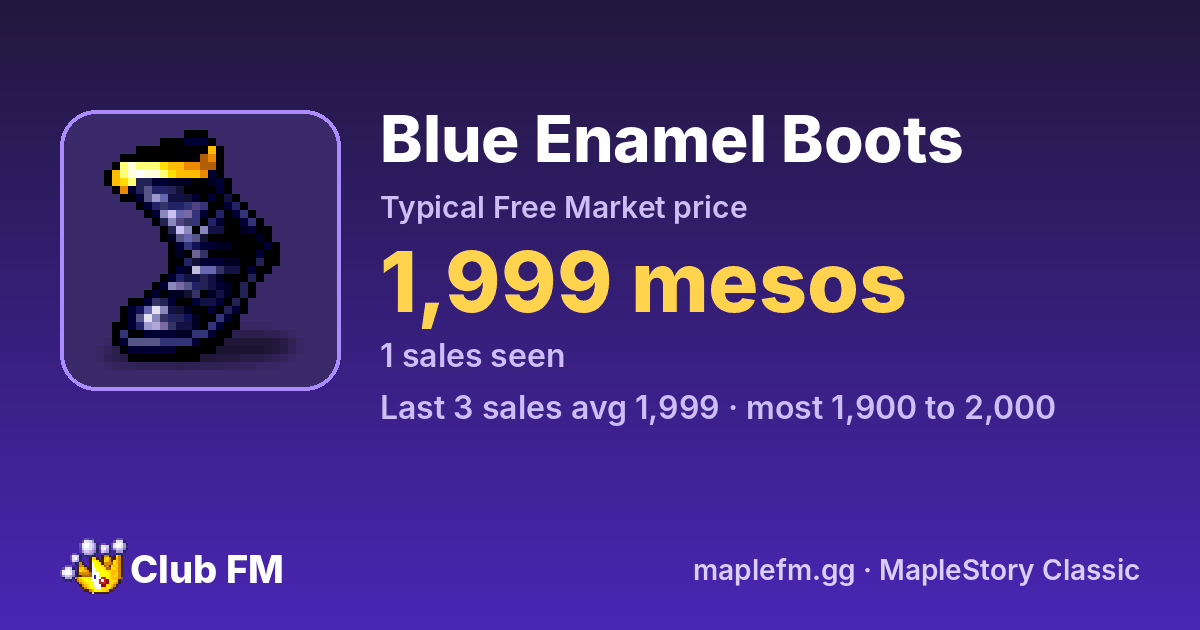 Blue Enamel Boots
Typical Free Market price
1,999 mesos
1 sales seen
Last 3 sales avg 1,999 · most 1,900 to 2,000
Club FM
maplefm.gg · MapleStory Classic